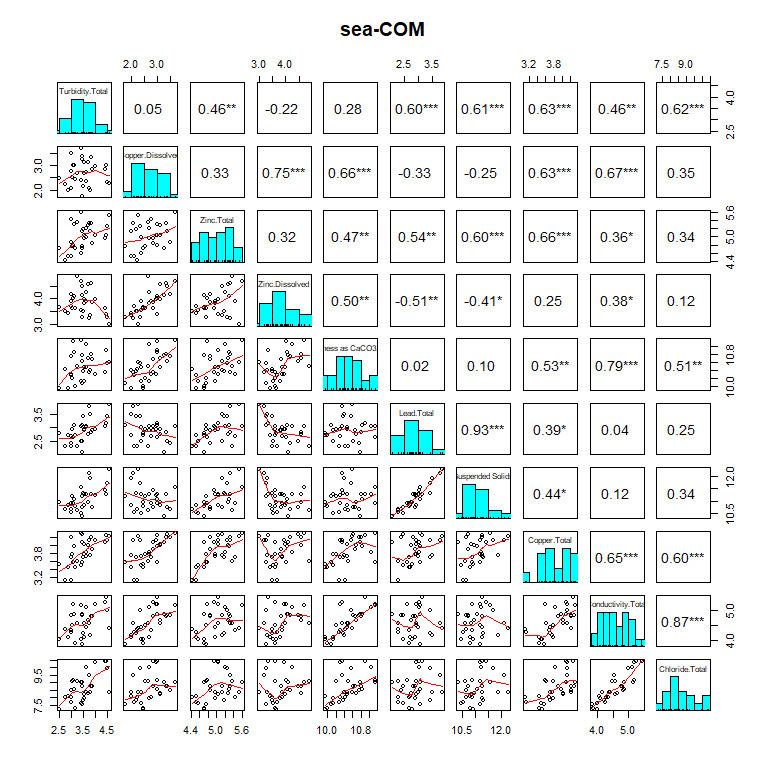 sea-COM
2.0 3.0 3.0 4.0 2.5 3.5 3.2 3.8 7.5 9.0
Turbidity.Total 0.05 0.46** -0.22 0.28 0.60*** 0.61*** 0.63*** 0.46** 0.62*** 2.5 4.0
2.0 3.0 opper.Dissolved 0.33 0.75*** 0.66*** -0.33 -0.25 0.63*** 0.67*** 0.35
Zinc.Total 0.32 0.47** 0.54** 0.60*** 0.66*** 0.36* 0.34 4.4 5.0 5.6
3.0 4.0 Zinc.Dissolved 0.50** -0.51** -0.41* 0.25 0.38* 0.12
ness as CaCO3 0.02 0.10 0.53** 0.79*** 0.51** 10.0 10.8
2.5 3.5 Lead.Total 0.93*** 0.39* 0.04 0.25
Suspended Solids 0.44* 0.12 0.34 10.5 12.0
3.2 3.8 Copper.Total 0.65*** 0.60***
onductivity.Tota 0.87*** 4.0 5.0
7.5 9.5 Chloride.Total
2.5 3.5 4.5 4.4 5.0 5.6 10.0 10.8 10.5 12.0 4.0 5.0